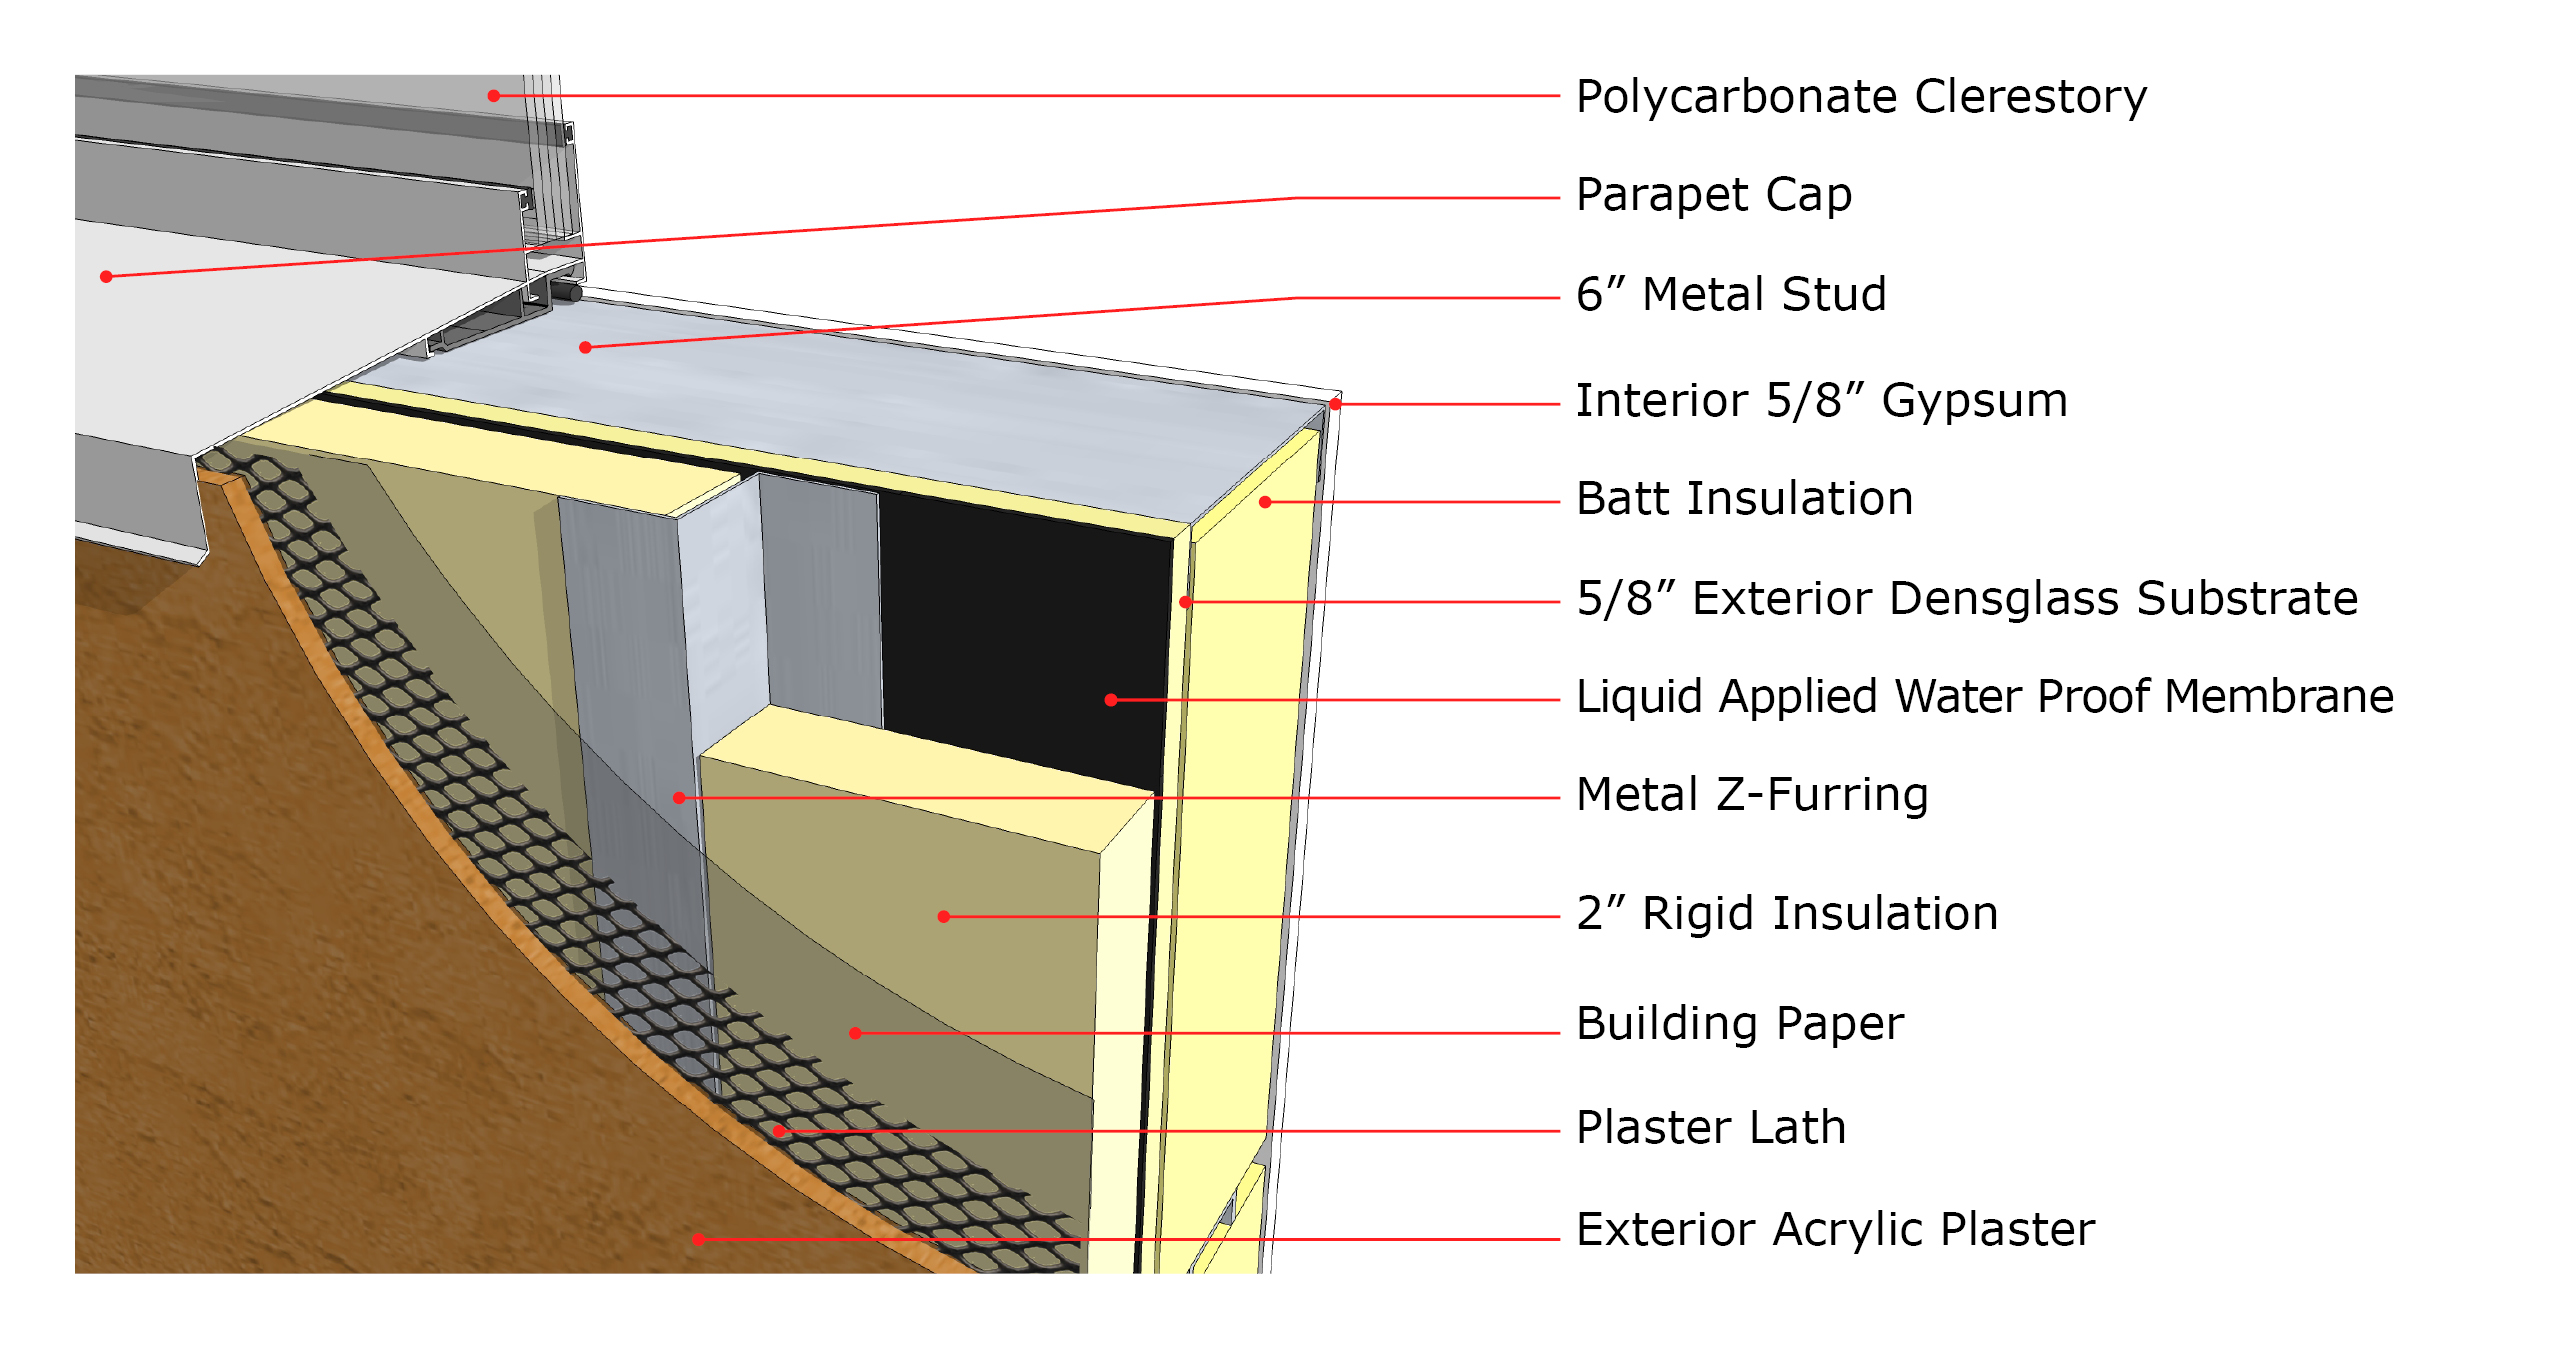 Polycarbonate Clerestory
Parapet Cap
6” Metal Stud
Interior 5/8” Gypsum
Batt Insulation
5/8” Exterior Densglass Substrate
Liquid Applied Water Proof Membrane
Metal Z-Furring
2” Rigid Insulation
Building Paper
Plaster Lath
Exterior Acrylic Plaster